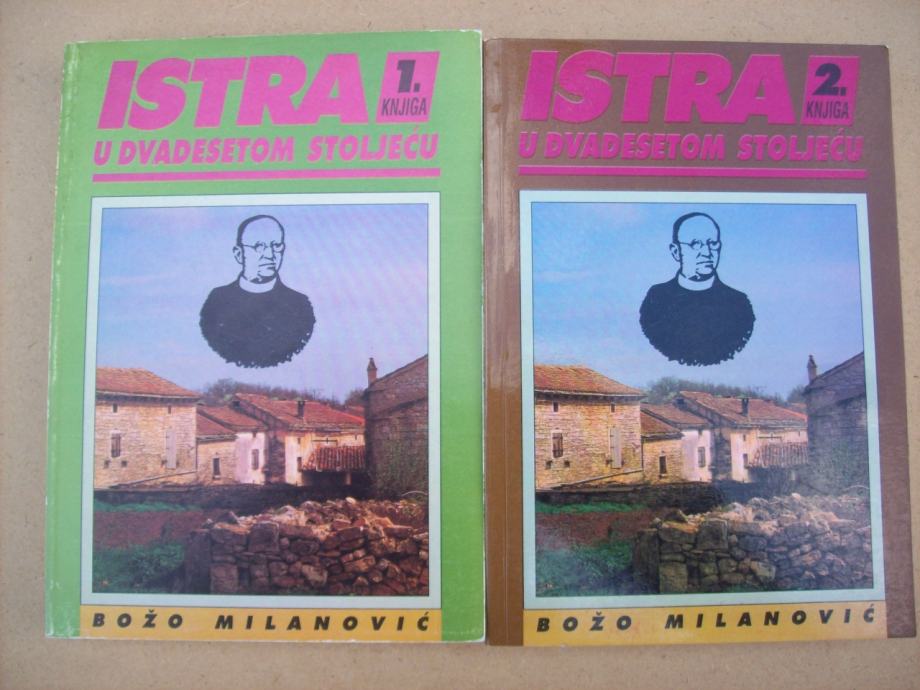 ISTRA 1.
KNJIGA
U DVADESETOM STOLJEĆU
BOŽO MILANOVIĆ
ISTRA 2.
KNJIGA
U DVADESETOM STOLJEĆU
BOŽO MILANOVIĆ